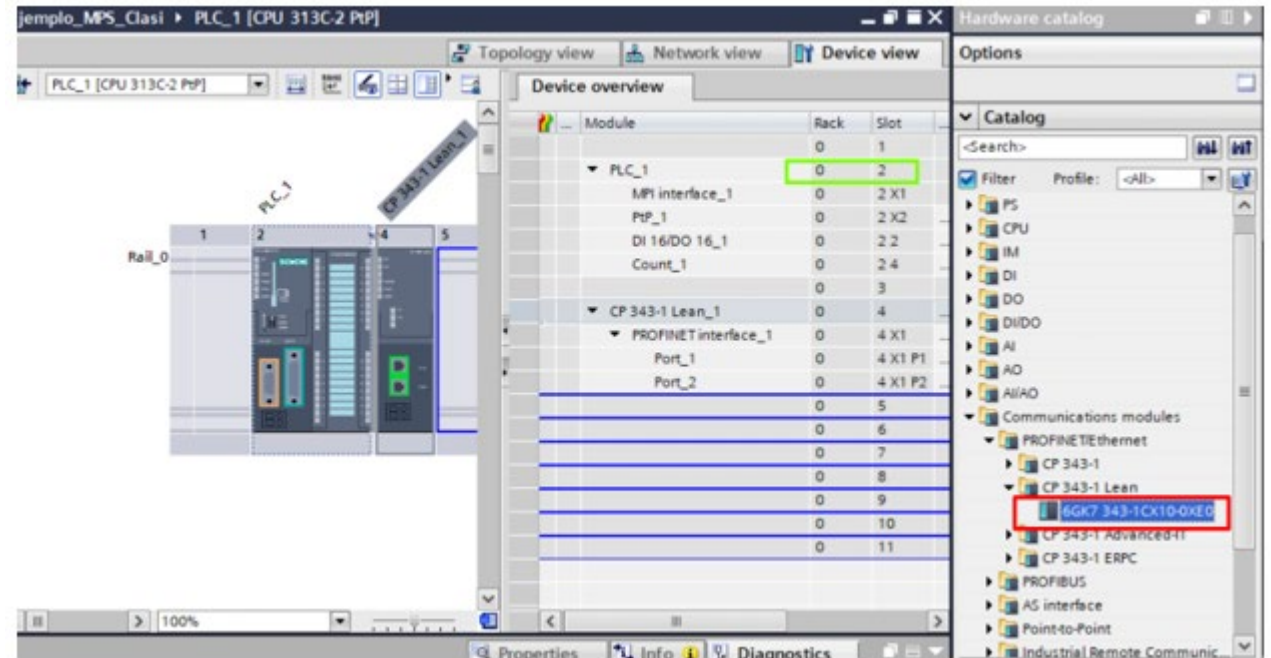 jemplo_MPS_Clasi ▸ PLC_1 [CPU 313C-2 PtP]
Hardware catalog
Topology view Network view Device view
Options
PLC_1 [CPU 313C-2 PtP]
Device overview
Catalog
... Module Rack Slot ...
<Search>
Filter Profile: <All>
0 1
PLC_1 0 2
MPI interface_1 0 2 X1
PtP_1 0 2 X2 ...
DI 16/DO 16_1 0 2 2 ...
Count_1 0 2 4 ...
0 3
CP 343-1 Lean_1 0 4 ...
PROFINET interface_1 0 4 X1 ...
Port_1 0 4 X1 P1 ...
Port_2 0 4 X1 P2 ...
0 5
0 6
0 7
0 8
0 9
0 10
0 11
PLC_1
CP 343-1 Lean_1
1 2 4 5
Rail_0
SIEMENS
PS
CPU
IM
DI
DO
DI/DO
AI
AO
AI/AO
Communications modules
PROFINET/Ethernet
CP 343-1
CP 343-1 Lean
6GK7 343-1CX10-0XE0
CP 343-1 Advanced-IT
CP 343-1 ERPC
PROFIBUS
AS interface
Point-to-Point
Industrial Remote Communic...
100%
Properties Info Diagnostics